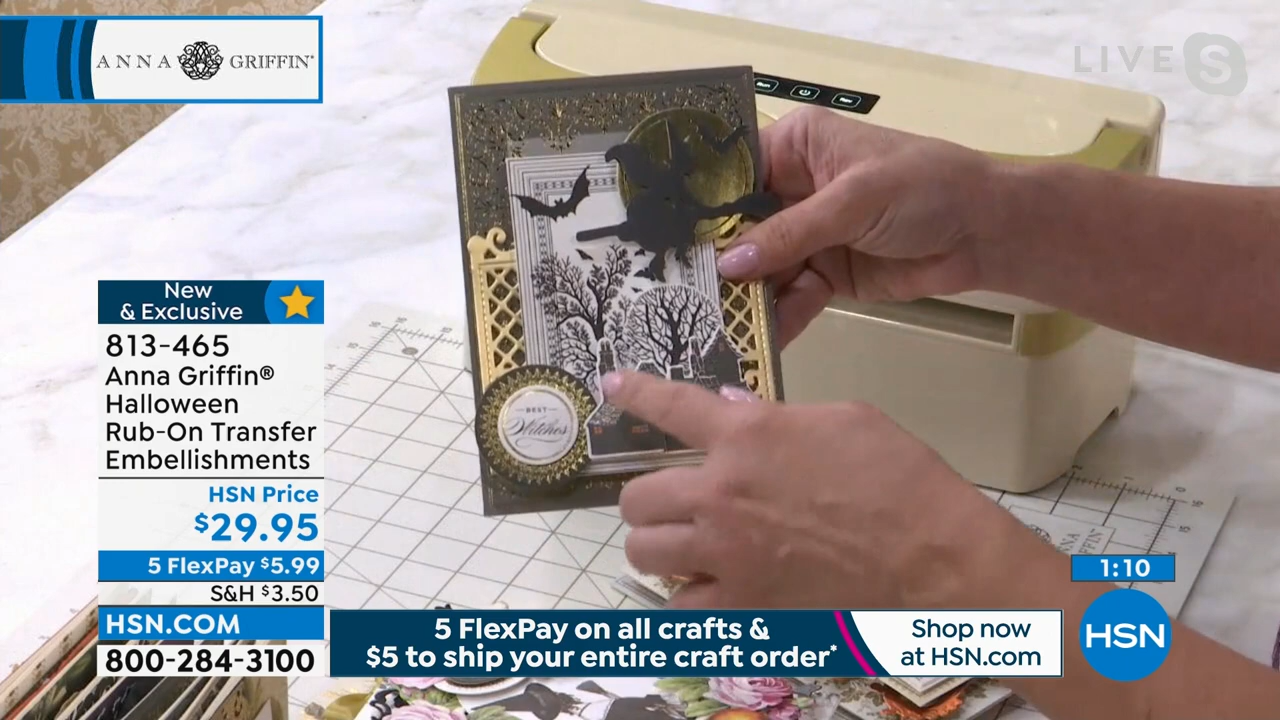 ANNA GRIFFIN®
LIVE S
New
& Exclusive
813-465
Anna Griffin®
Halloween
Rub-On Transfer
Embellishments
HSN Price
$29.95
5 FlexPay $5.99
S&H $3.50
HSN.COM
800-284-3100
BEST
Witches
5 FlexPay on all crafts &
$5 to ship your entire craft order*
Shop now
at HSN.com
1:10
HSN
ANNA
GRIFFIN